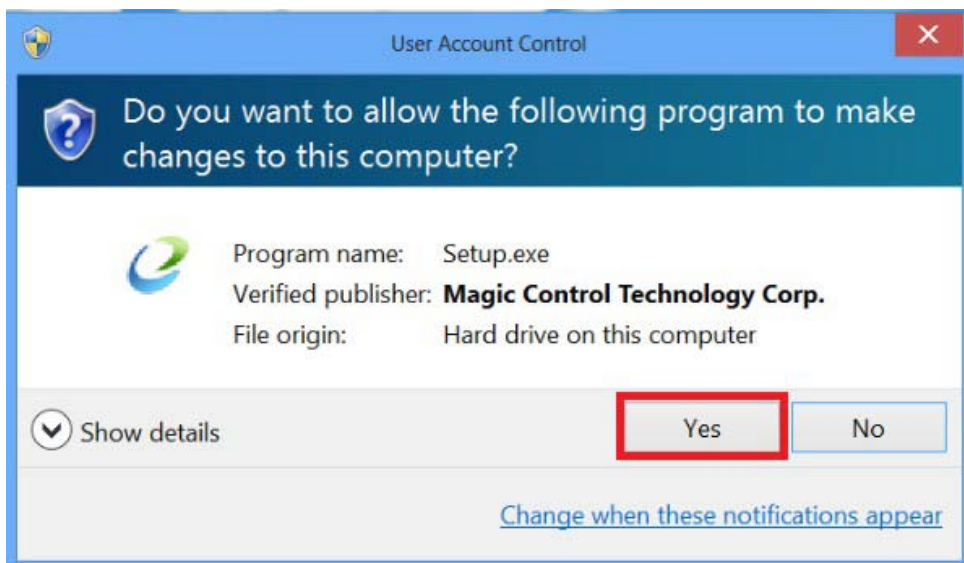 User Account Control
Do you want to allow the following program to make
changes to this computer?
Program name: Setup.exe
Verified publisher: Magic Control Technology Corp.
File origin: Hard drive on this computer
Show details
Yes
No
Change when these notifications appear